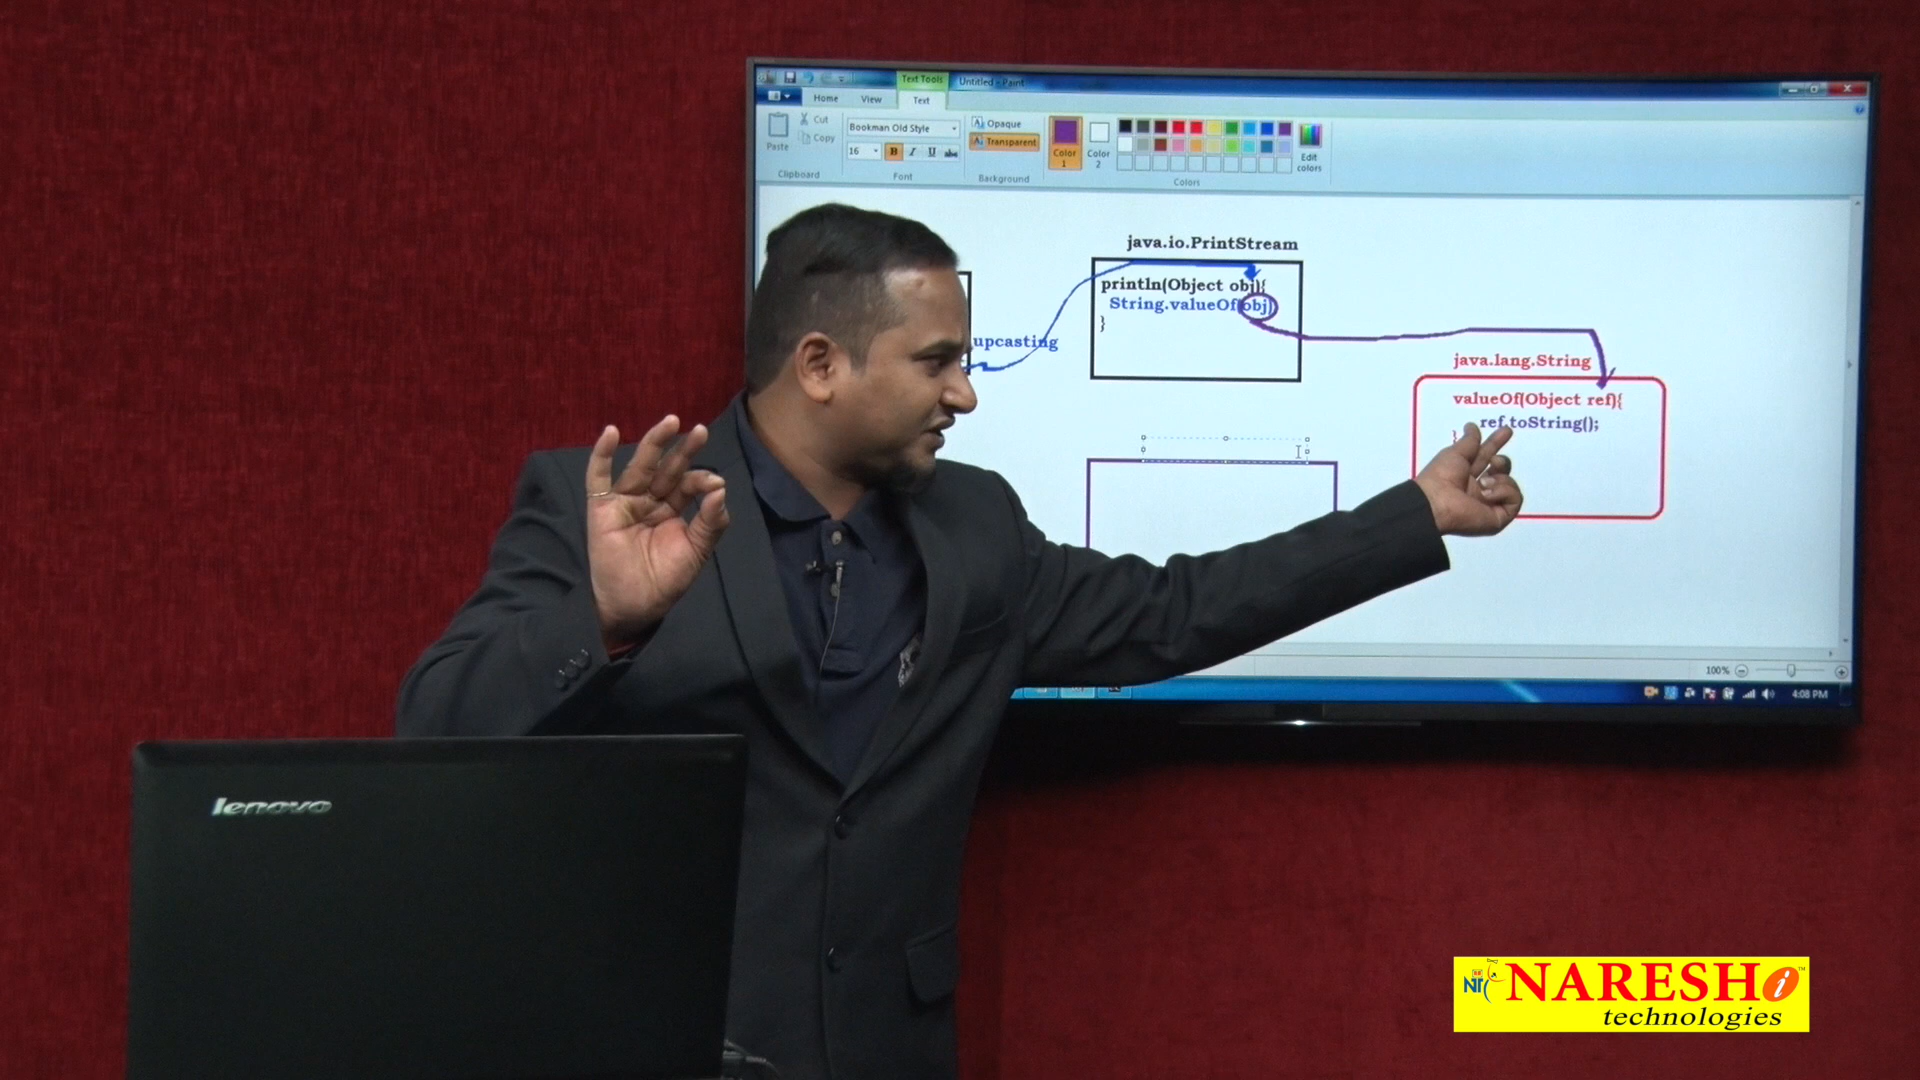 Text Tools
Untitled - Paint
Home
View
Text
Paste
Cut
Copy
Clipboard
Bookman Old Style
16
B
I
U
abc
Font
Opaque
Transparent
Background
Color
1
Color
2
Edit
colors
Colors
java.io.PrintStream
println(Object obj){
String.valueOf(obj)
}
upcasting
java.lang.String
valueOf(Object ref){
ref.toString();
}
100%
4:08 PM
lenovo
NT
NARESH i
technologies